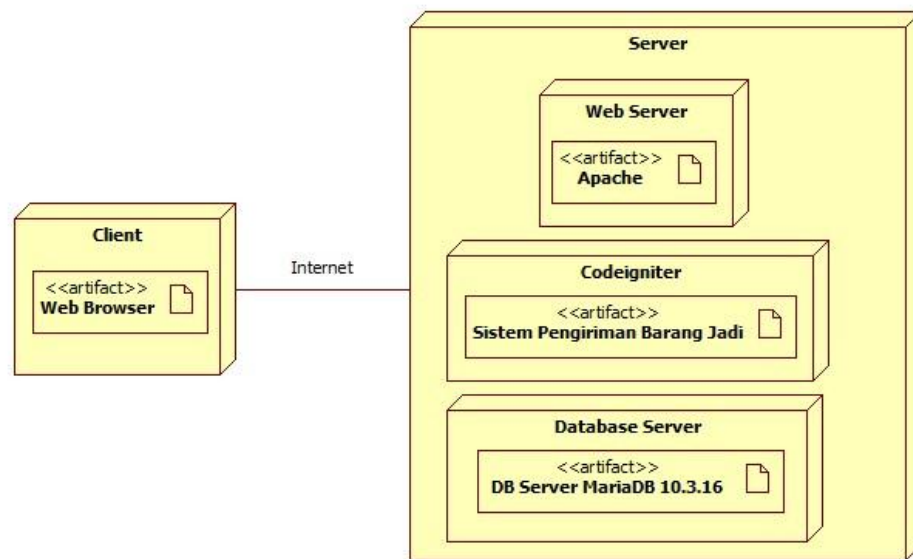 Server
Web Server
<<artifact>>
Apache
Client
<<artifact>>
Web Browser
Internet
Codeigniter
<<artifact>>
Sistem Pengiriman Barang Jadi
Database Server
<<artifact>>
DB Server MariaDB 10.3.16